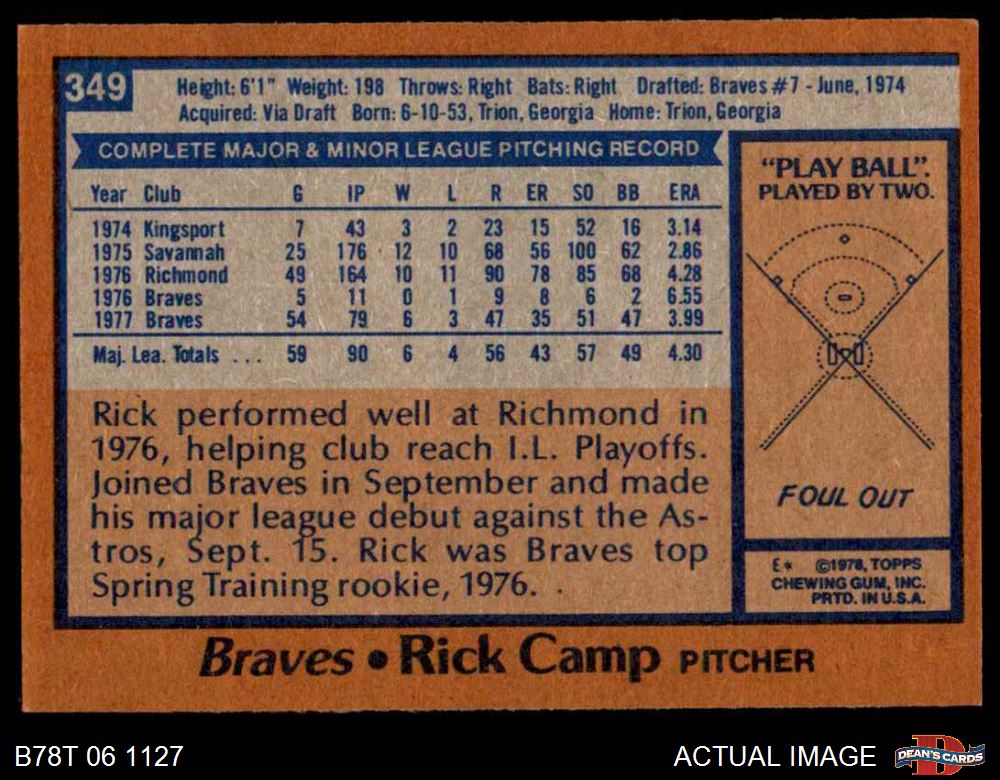 349
Height: 6'1" Weight: 198 Throws: Right Bats: Right Drafted: Braves #7 - June, 1974
Acquired: Via Draft Born: 6-10-53, Trion, Georgia Home: Trion, Georgia
COMPLETE MAJOR & MINOR LEAGUE PITCHING RECORD
Year Club G IP W L R ER SO BB ERA
1974 Kingsport 7 43 3 2 23 15 52 16 3.14
1975 Savannah 25 176 12 10 68 56 100 62 2.86
1976 Richmond 49 164 10 11 90 78 85 68 4.28
1976 Braves 5 11 0 1 9 8 6 2 6.55
1977 Braves 54 79 6 3 47 35 51 47 3.99
Maj. Lea. Totals ... 59 90 6 4 56 43 57 49 4.30
Rick performed well at Richmond in
1976, helping club reach I.L. Playoffs.
Joined Braves in September and made
his major league debut against the As-
tros, Sept. 15. Rick was Braves top
Spring Training rookie, 1976. .
"PLAY BALL".
PLAYED BY TWO.
FOUL OUT
E* ©1978, TOPPS
CHEWING GUM, INC.
PRTD. IN U.S.A.
Braves • Rick Camp PITCHER
B78T 06 1127
ACTUAL IMAGE
D
DEAN'S CARDS